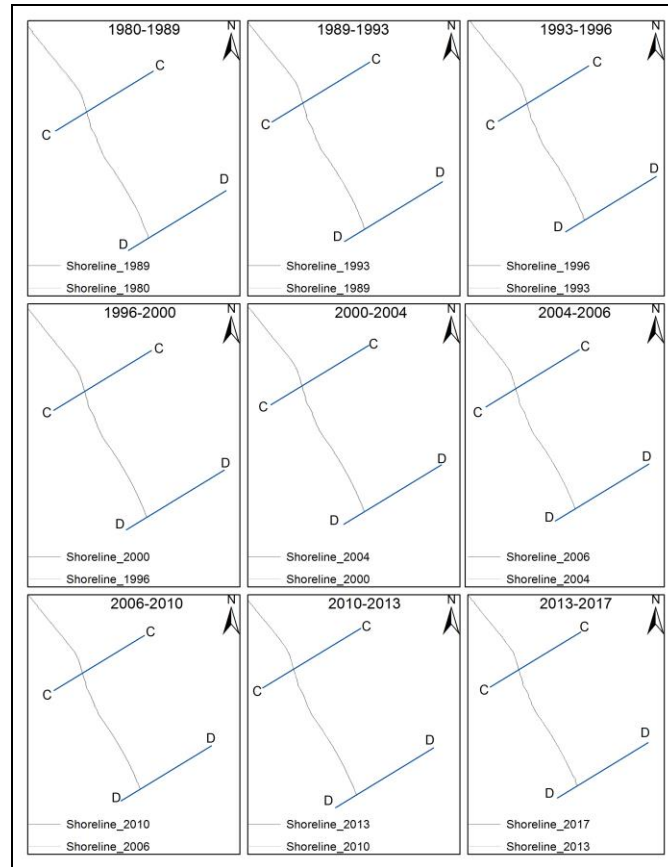 1980-1989
N
C
C
D
D
Shoreline_1989
Shoreline_1980
1989-1993
N
C
C
D
D
Shoreline_1993
Shoreline_1989
1993-1996
N
C
C
D
D
Shoreline_1996
Shoreline_1993
1996-2000
N
C
C
D
D
Shoreline_2000
Shoreline_1996
2000-2004
N
C
C
D
D
Shoreline_2004
Shoreline_2000
2004-2006
N
C
C
D
D
Shoreline_2006
Shoreline_2004
2006-2010
N
C
C
D
D
Shoreline_2010
Shoreline_2006
2010-2013
N
C
C
D
D
Shoreline_2013
Shoreline_2010
2013-2017
N
C
C
D
D
Shoreline_2017
Shoreline_2013